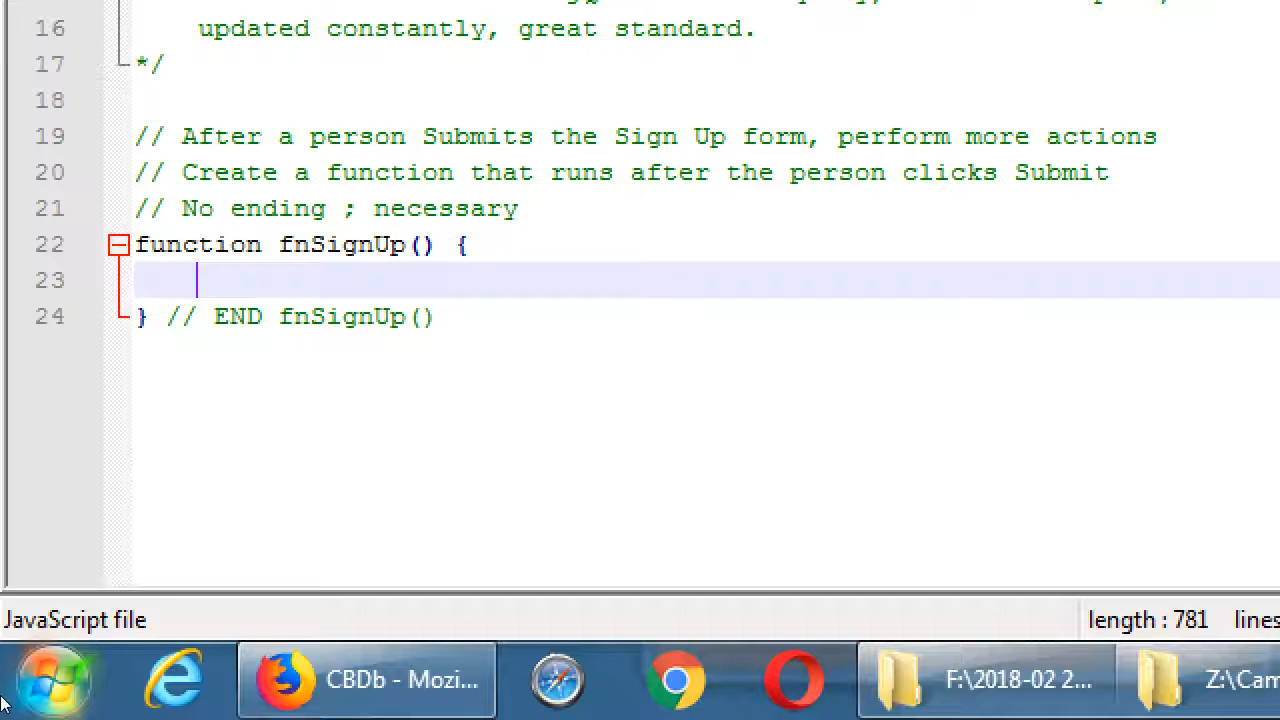 16 updated constantly, great standard.
17 */
18
19 // After a person Submits the Sign Up form, perform more actions
20 // Create a function that runs after the person clicks Submit
21 // No ending ; necessary
22 function fnSignUp() {
23
24 } // END fnSignUp()
JavaScript file length : 781 lines
CBDb - Mozi... F:\2018-02 2... Z:\Cam